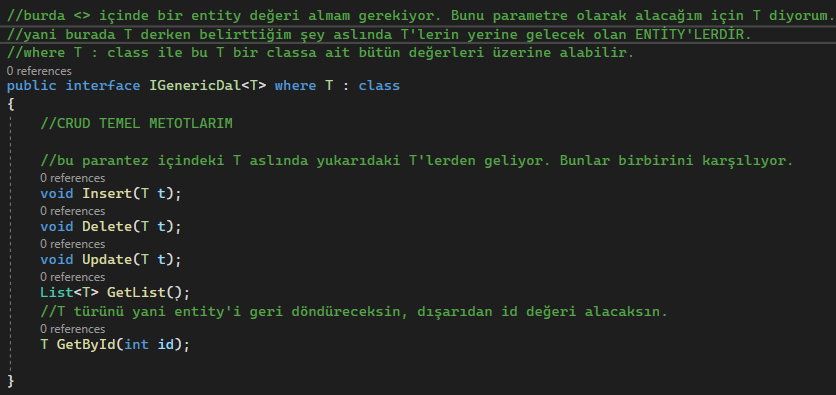 //burda <> içinde bir entity değeri almam gerekiyor. Bunu parametre olarak alacağım için T diyorum.
//yani burada T derken belirttiğim şey aslında T'lerin yerine gelecek olan ENTİTY'LERDİR.
//where T : class ile bu T bir classa ait bütün değerleri üzerine alabilir.
0 references
public interface IGenericDal<T> where T : class
{
//CRUD TEMEL METOTLARIM
//bu parantez içindeki T aslında yukarıdaki T'lerden geliyor. Bunlar birbirini karşılıyor.
0 references
void Insert(T t);
0 references
void Delete(T t);
0 references
void Update(T t);
0 references
List<T> GetList();
//T türünü yani entity'i geri döndüreceksin, dışarıdan id değeri alacaksın.
0 references
T GetById(int id);
}